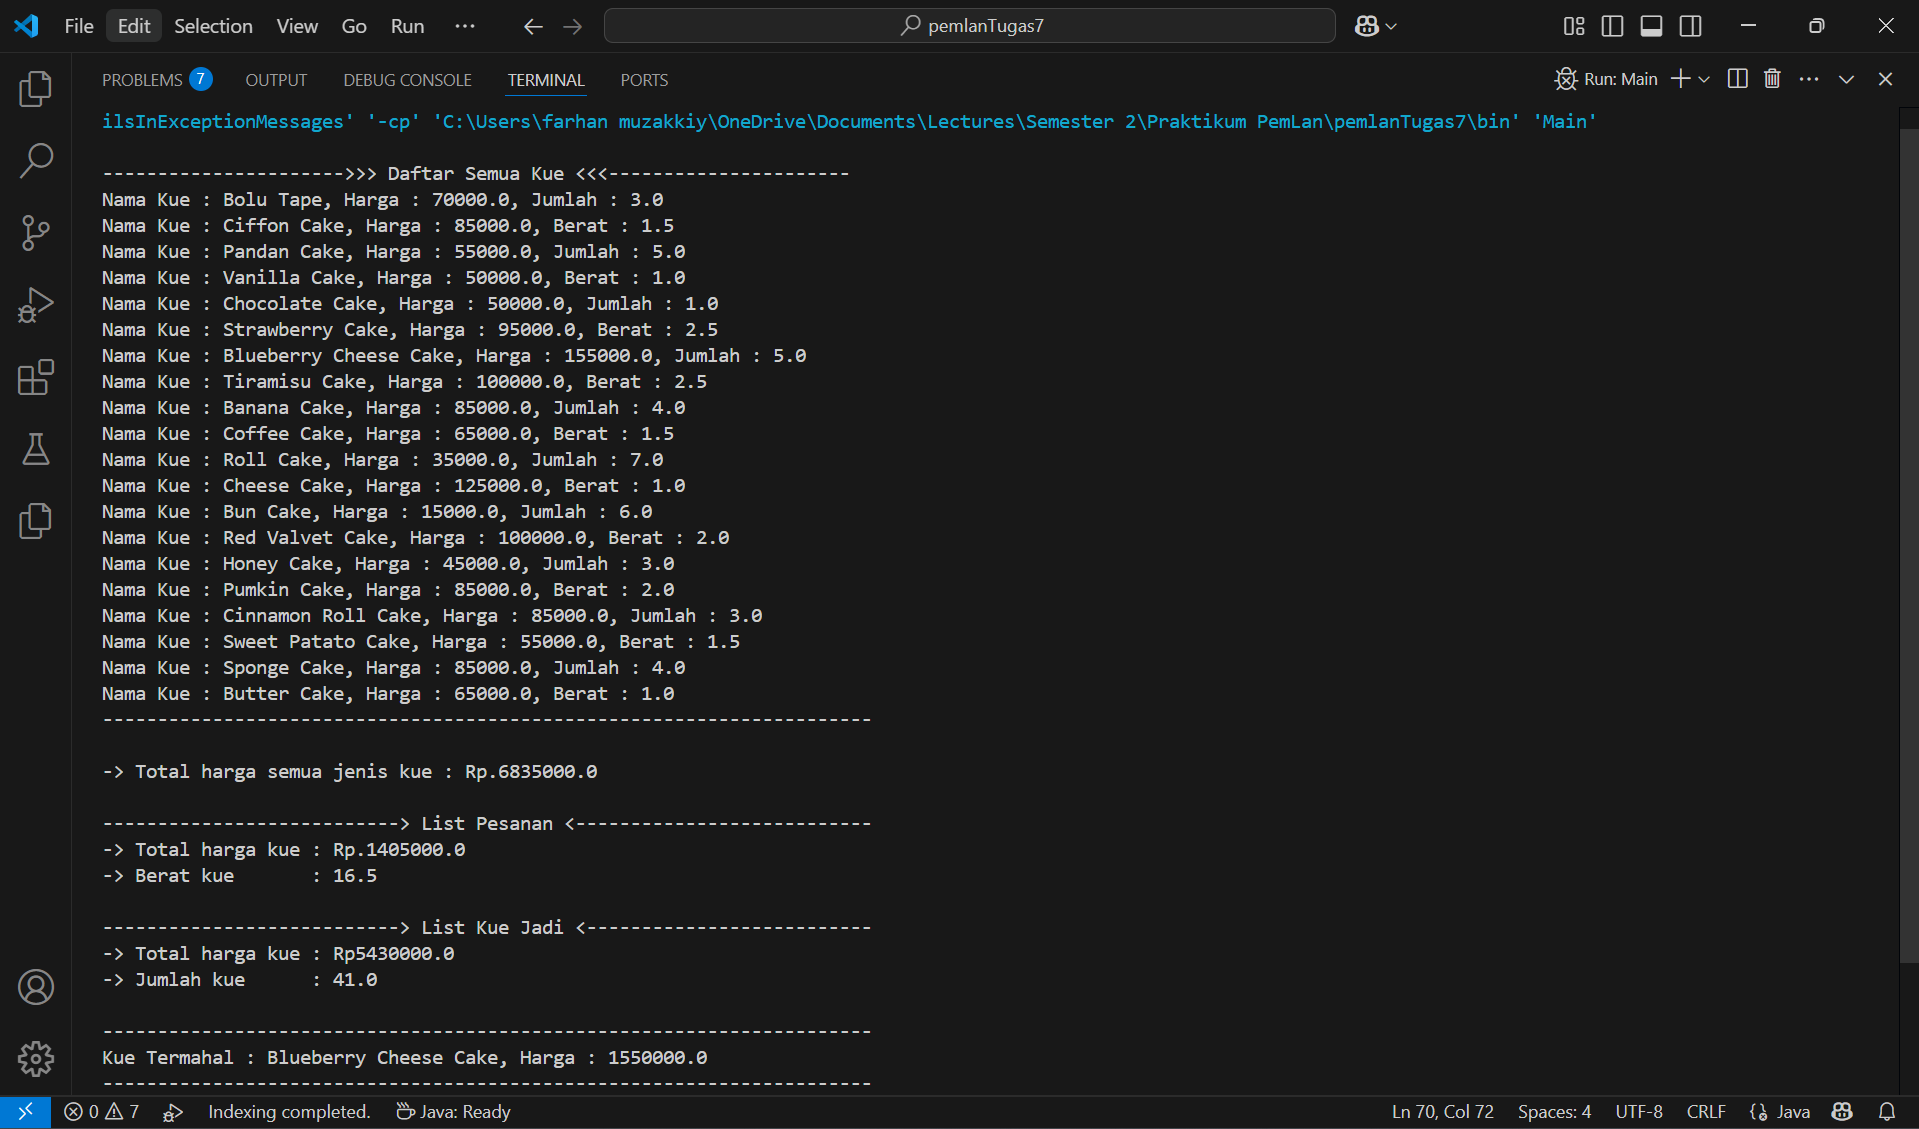 File Edit Selection View Go Run ··· pemlanTugas7
PROBLEMS 7 OUTPUT DEBUG CONSOLE TERMINAL PORTS Run: Main
ilsInExceptionMessages' '-cp' 'C:\Users\farhan muzakkiy\OneDrive\Documents\Lectures\Semester 2\Praktikum PemLan\pemlanTugas7\bin' 'Main'
---------------------->>> Daftar Semua Kue <<<----------------------
Nama Kue : Bolu Tape, Harga : 70000.0, Jumlah : 3.0
Nama Kue : Ciffon Cake, Harga : 85000.0, Berat : 1.5
Nama Kue : Pandan Cake, Harga : 55000.0, Jumlah : 5.0
Nama Kue : Vanilla Cake, Harga : 50000.0, Berat : 1.0
Nama Kue : Chocolate Cake, Harga : 50000.0, Jumlah : 1.0
Nama Kue : Strawberry Cake, Harga : 95000.0, Berat : 2.5
Nama Kue : Blueberry Cheese Cake, Harga : 155000.0, Jumlah : 5.0
Nama Kue : Tiramisu Cake, Harga : 100000.0, Berat : 2.5
Nama Kue : Banana Cake, Harga : 85000.0, Jumlah : 4.0
Nama Kue : Coffee Cake, Harga : 65000.0, Berat : 1.5
Nama Kue : Roll Cake, Harga : 35000.0, Jumlah : 7.0
Nama Kue : Cheese Cake, Harga : 125000.0, Berat : 1.0
Nama Kue : Bun Cake, Harga : 15000.0, Jumlah : 6.0
Nama Kue : Red Valvet Cake, Harga : 100000.0, Berat : 2.0
Nama Kue : Honey Cake, Harga : 45000.0, Jumlah : 3.0
Nama Kue : Pumkin Cake, Harga : 85000.0, Berat : 2.0
Nama Kue : Cinnamon Roll Cake, Harga : 85000.0, Jumlah : 3.0
Nama Kue : Sweet Patato Cake, Harga : 55000.0, Berat : 1.5
Nama Kue : Sponge Cake, Harga : 85000.0, Jumlah : 4.0
Nama Kue : Butter Cake, Harga : 65000.0, Berat : 1.0
----------------------------------------------------------------------
-> Total harga semua jenis kue : Rp.6835000.0
---------------------------> List Pesanan <---------------------------
-> Total harga kue : Rp.1405000.0
-> Berat kue       : 16.5
---------------------------> List Kue Jadi <--------------------------
-> Total harga kue : Rp5430000.0
-> Jumlah kue      : 41.0
----------------------------------------------------------------------
Kue Termahal : Blueberry Cheese Cake, Harga : 1550000.0
----------------------------------------------------------------------
0 7 Indexing completed. Java: Ready Ln 70, Col 72 Spaces: 4 UTF-8 CRLF Java